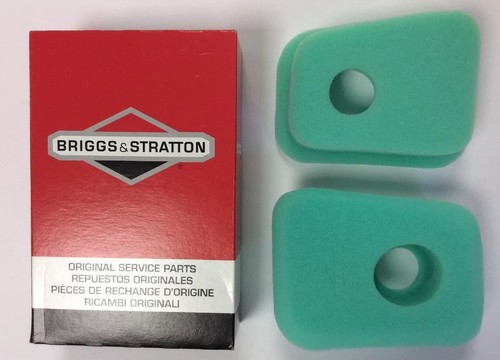 BRIGGS & STRATTON
ORIGINAL SERVICE PARTS
REPUESTOS ORIGINALES
PIÈCES DE RECHANGE D'ORIGINE
RICAMBI ORIGINALI